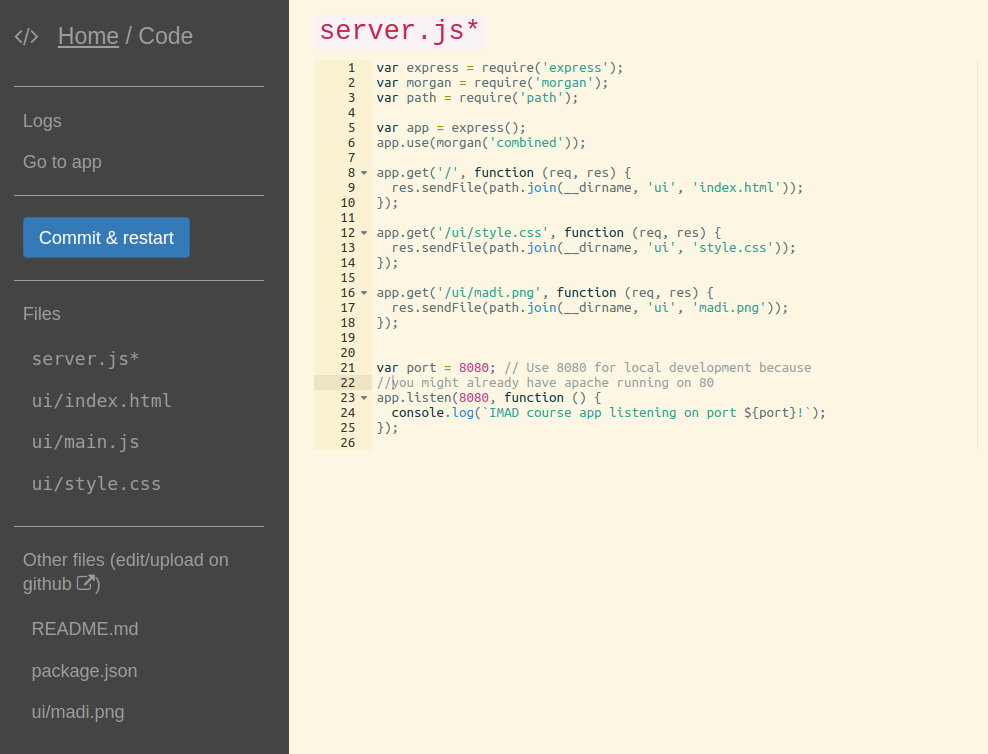 </> Home / Code
Logs
Go to app
Commit & restart
Files
server.js*
ui/index.html
ui/main.js
ui/style.css
Other files (edit/upload on
github )
README.md
package.json
ui/madi.png
server.js*
1 var express = require('express');
2 var morgan = require('morgan');
3 var path = require('path');
4
5 var app = express();
6 app.use(morgan('combined'));
7
8 app.get('/', function (req, res) {
9   res.sendFile(path.join(__dirname, 'ui', 'index.html'));
10 });
11
12 app.get('/ui/style.css', function (req, res) {
13   res.sendFile(path.join(__dirname, 'ui', 'style.css'));
14 });
15
16 app.get('/ui/madi.png', function (req, res) {
17   res.sendFile(path.join(__dirname, 'ui', 'madi.png'));
18 });
19
20
21 var port = 8080; // Use 8080 for local development because
22 //you might already have apache running on 80
23 app.listen(8080, function () {
24   console.log(`IMAD course app listening on port ${port}!`);
25 });
26